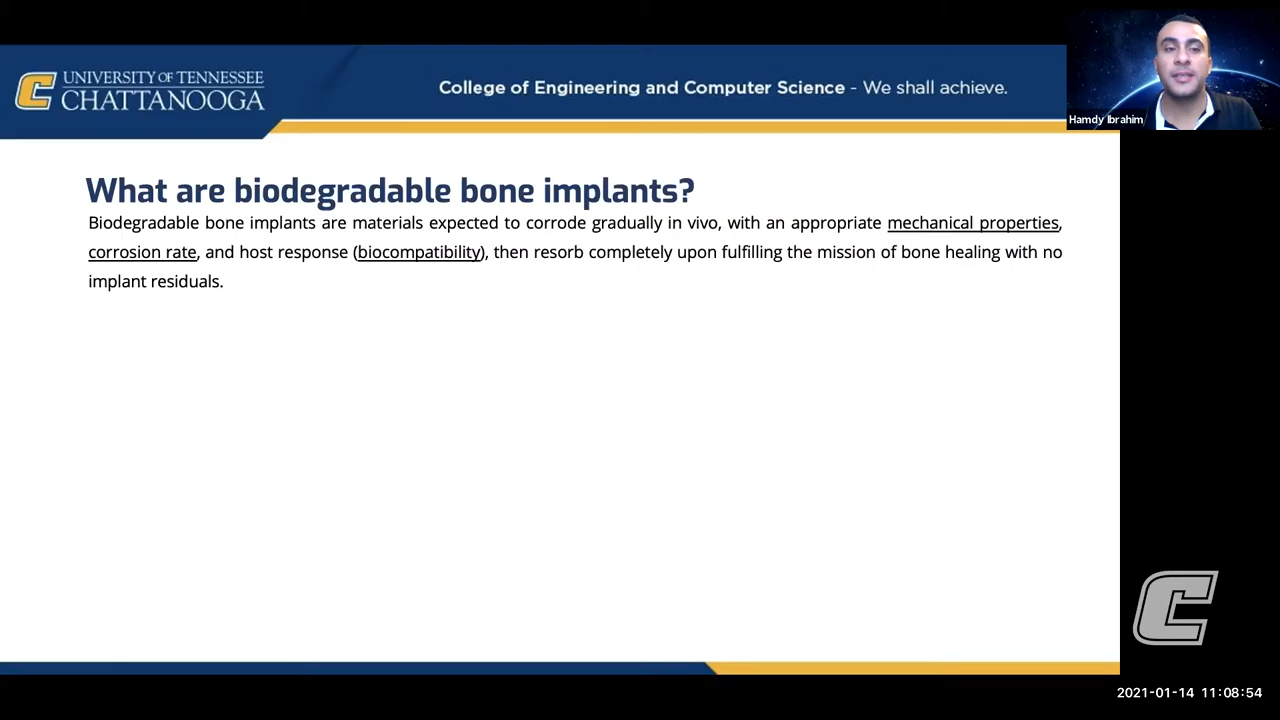 UNIVERSITY OF TENNESSEE
CHATTANOOGA
College of Engineering and Computer Science - We shall achieve.
Hamdy Ibrahim
What are biodegradable bone implants?
Biodegradable bone implants are materials expected to corrode gradually in vivo, with an appropriate mechanical properties,
corrosion rate, and host response (biocompatibility), then resorb completely upon fulfilling the mission of bone healing with no
implant residuals.
C
2021-01-14 11:08:54